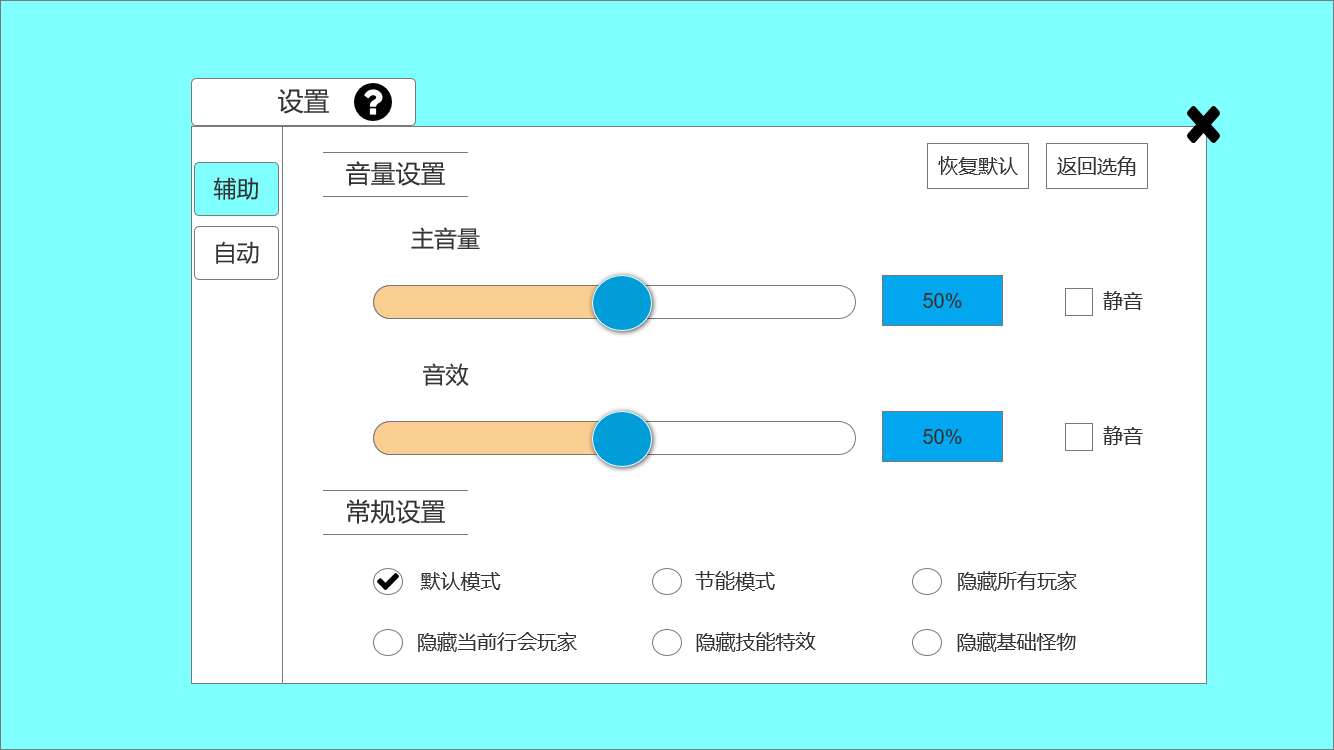 设置
辅助
自动
音量设置
恢复默认
返回选角
主音量
50%
静音
音效
50%
静音
常规设置
默认模式
节能模式
隐藏所有玩家
隐藏当前行会玩家
隐藏技能特效
隐藏基础怪物